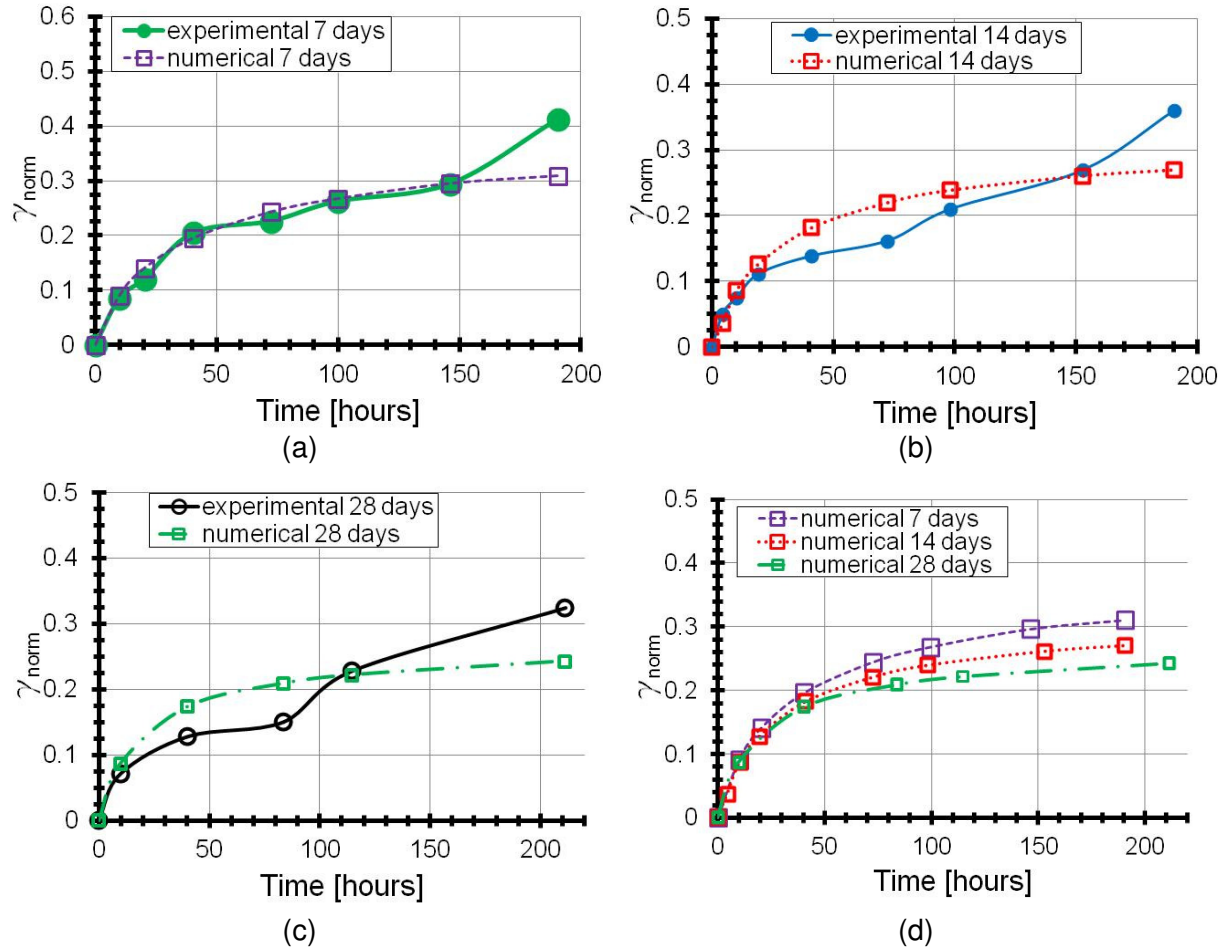 0.6
0.5
0.4
0.3
0.2
0.1
0
γnorm
experimental 7 days
numerical 7 days
0 50 100 150 200
Time [hours]
(a)
0.5
0.4
0.3
0.2
0.1
0
γnorm
experimental 14 days
numerical 14 days
0 50 100 150 200
Time [hours]
(b)
0.5
0.4
0.3
0.2
0.1
0
γnorm
experimental 28 days
numerical 28 days
0 50 100 150 200
Time [hours]
(c)
0.5
0.4
0.3
0.2
0.1
0
γnorm
numerical 7 days
numerical 14 days
numerical 28 days
0 50 100 150 200
Time [hours]
(d)